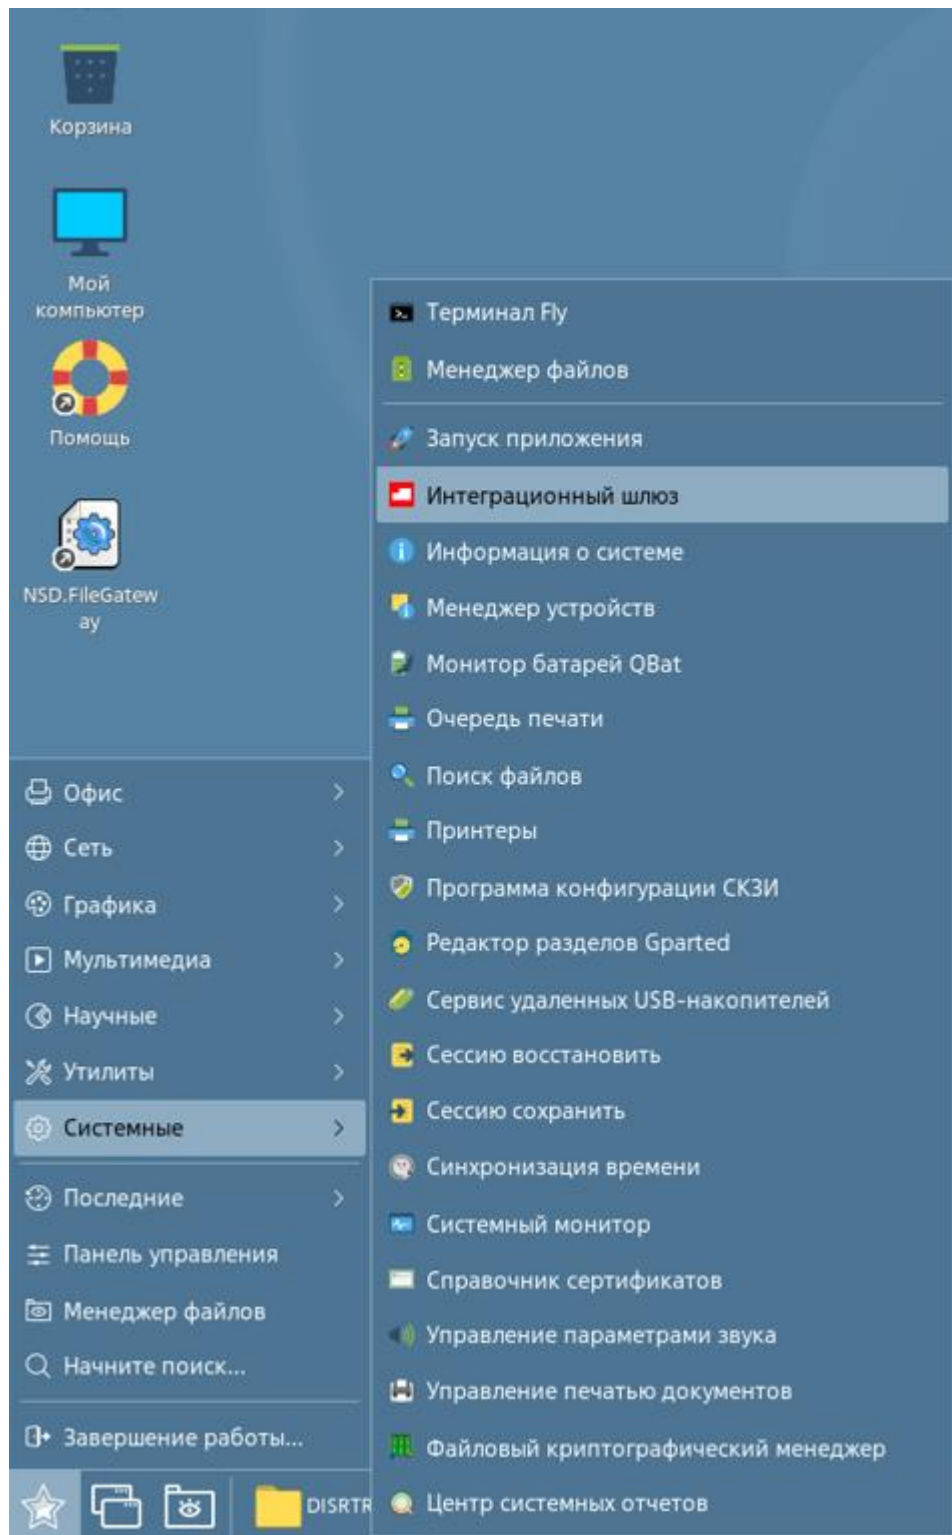 Корзина
Мой
компьютер
Помощь
NSD.FileGatew
ay
Терминал Fly
Менеджер файлов
Запуск приложения
Интеграционный шлюз
Информация о системе
Менеджер устройств
Монитор батарей QBat
Очередь печати
Поиск файлов
Принтеры
Программа конфигурации СКЗИ
Редактор разделов Gparted
Сервис удаленных USB-накопителей
Сессию восстановить
Сессию сохранить
Синхронизация времени
Системный монитор
Справочник сертификатов
Управление параметрами звука
Управление печатью документов
Файловый криптографический менеджер
Центр системных отчетов
Офис
Сеть
Графика
Мультимедиа
Научные
Утилиты
Системные
Последние
Панель управления
Менеджер файлов
Начните поиск...
Завершение работы...
DISRTR